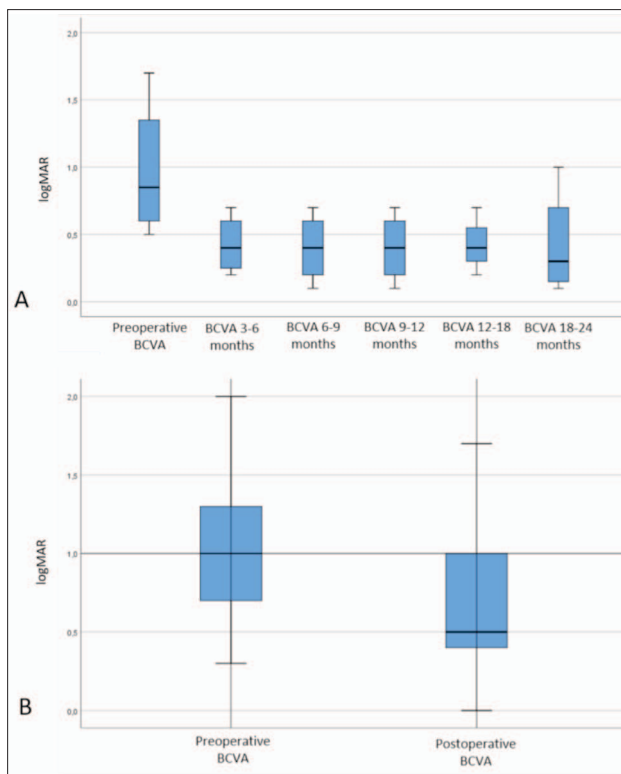 2,0
1,5
logMAR
1,0
0,5
A
0,0
Preoperative BCVA 3-6 BCVA 6-9 BCVA 9-12 BCVA 12-18 BCVA 18-24
BCVA months months months months months
2,0
1,5
logMAR
1,0
0,5
B
0,0
Preoperative Postoperative
BCVA BCVA